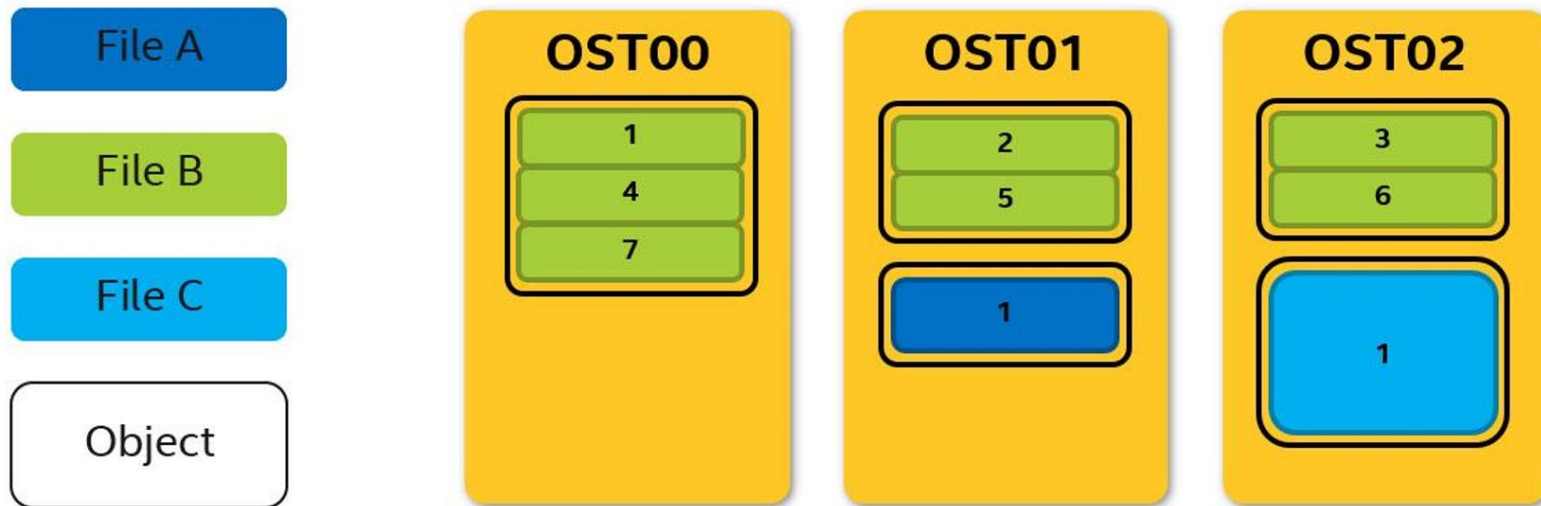 File A
File B
File C
Object
OST00
1
4
7
OST01
2
5
1
OST02
3
6
1